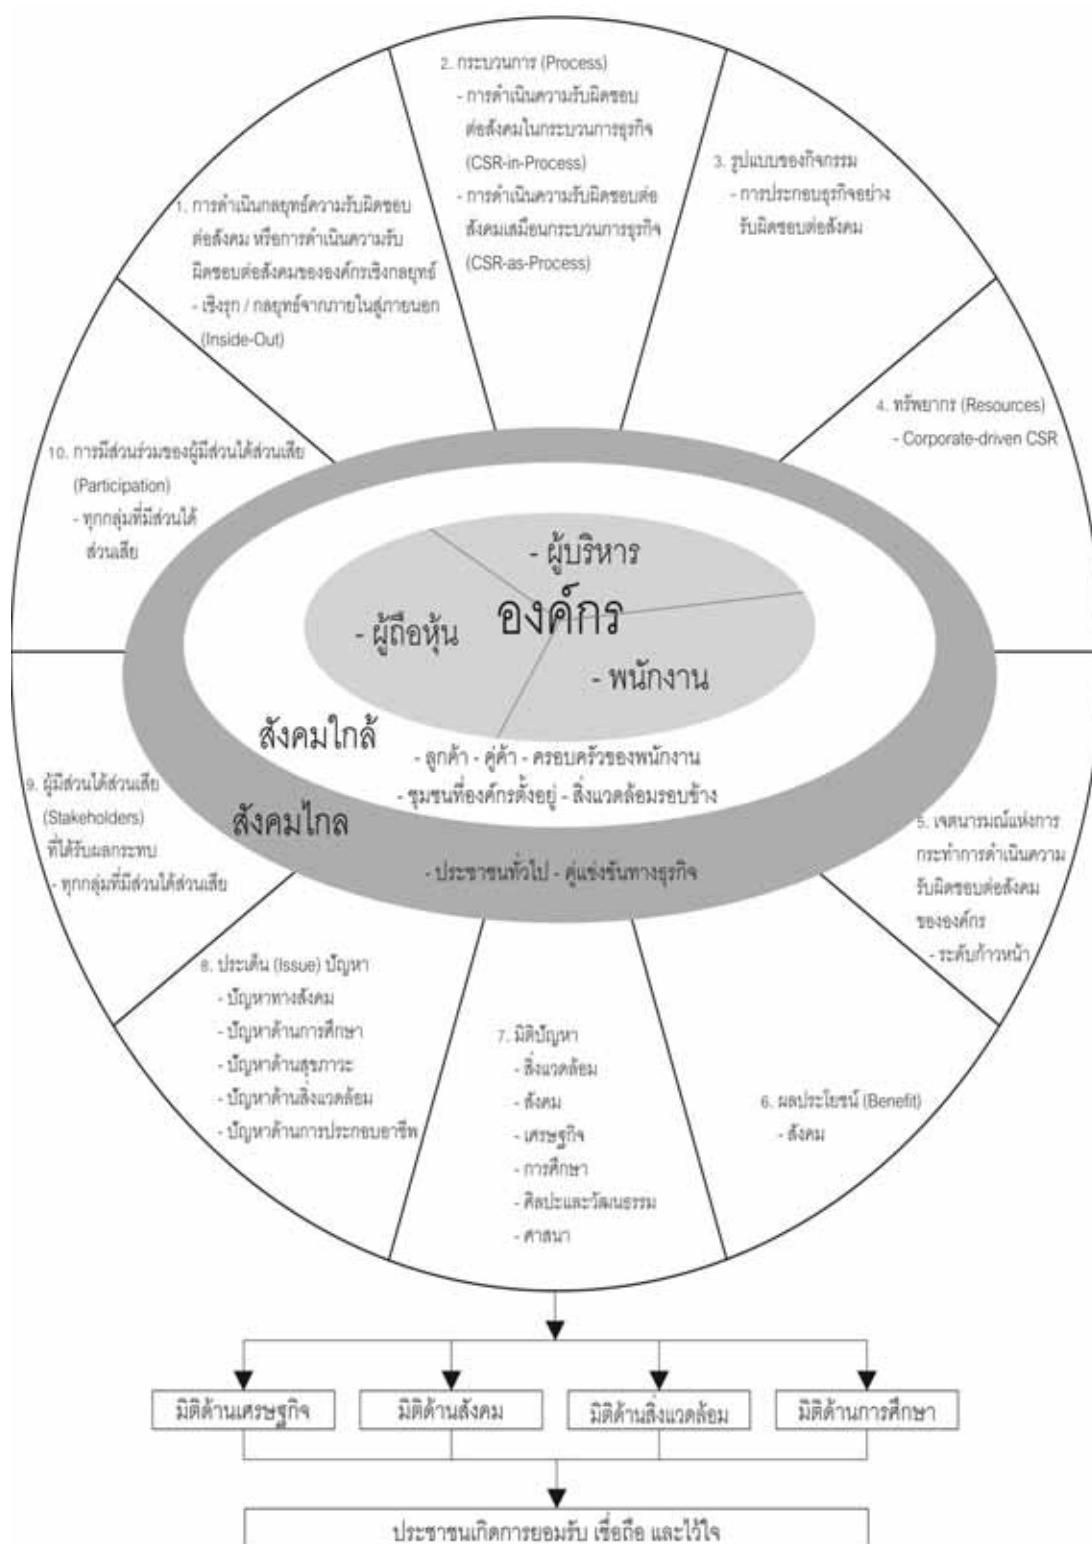 1. การดำเนินกลยุทธ์ความรับผิดชอบ
ต่อสังคม หรือการดำเนินความรับ
ผิดชอบต่อสังคมขององค์กรเชิงกลยุทธ์
- เชิงรุก / กลยุทธ์จากภายในสู่ภายนอก
(Inside-Out)
2. กระบวนการ (Process)
- การดำเนินความรับผิดชอบ
ต่อสังคมในกระบวนการธุรกิจ
(CSR-in-Process)
- การดำเนินความรับผิดชอบต่อ
สังคมเสมือนกระบวนการธุรกิจ
(CSR-as-Process)
3. รูปแบบของกิจกรรม
- การประกอบธุรกิจอย่าง
รับผิดชอบต่อสังคม
4. ทรัพยากร (Resources)
- Corporate-driven CSR
5. เจตนารมณ์แห่งการ
กระทำการดำเนินความ
รับผิดชอบต่อสังคม
ขององค์กร
- ระดับก้าวหน้า
6. ผลประโยชน์ (Benefit)
- สังคม
7. มิติปัญหา
- สิ่งแวดล้อม
- สังคม
- เศรษฐกิจ
- การศึกษา
- ศิลปะและวัฒนธรรม
- ศาสนา
8. ประเด็น (Issue) ปัญหา
- ปัญหาทางสังคม
- ปัญหาด้านการศึกษา
- ปัญหาด้านสุขภาวะ
- ปัญหาด้านสิ่งแวดล้อม
- ปัญหาด้านการประกอบอาชีพ
9. ผู้มีส่วนได้ส่วนเสีย
(Stakeholders)
ที่ได้รับผลกระทบ
- ทุกกลุ่มที่มีส่วนได้ส่วนเสีย
10. การมีส่วนร่วมของผู้มีส่วนได้ส่วนเสีย
(Participation)
- ทุกกลุ่มที่มีส่วนได้
ส่วนเสีย
- ผู้บริหาร
องค์กร
- ผู้ถือหุ้น
- พนักงาน
สังคมใกล้
- ลูกค้า - คู่ค้า - ครอบครัวของพนักงาน
- ชุมชนที่องค์กรตั้งอยู่ - สิ่งแวดล้อมรอบข้าง
สังคมไกล
- ประชาชนทั่วไป - คู่แข่งขันทางธุรกิจ
มิติด้านเศรษฐกิจ
มิติด้านสังคม
มิติด้านสิ่งแวดล้อม
มิติด้านการศึกษา
ประชาชนเกิดการยอมรับ เชื่อถือ และไว้ใจ